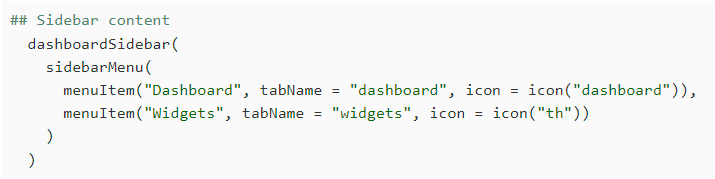 ## Sidebar content
dashboardSidebar(
sidebarMenu(
menuItem("Dashboard", tabName = "dashboard", icon = icon("dashboard")),
menuItem("Widgets", tabName = "widgets", icon = icon("th"))
)
)